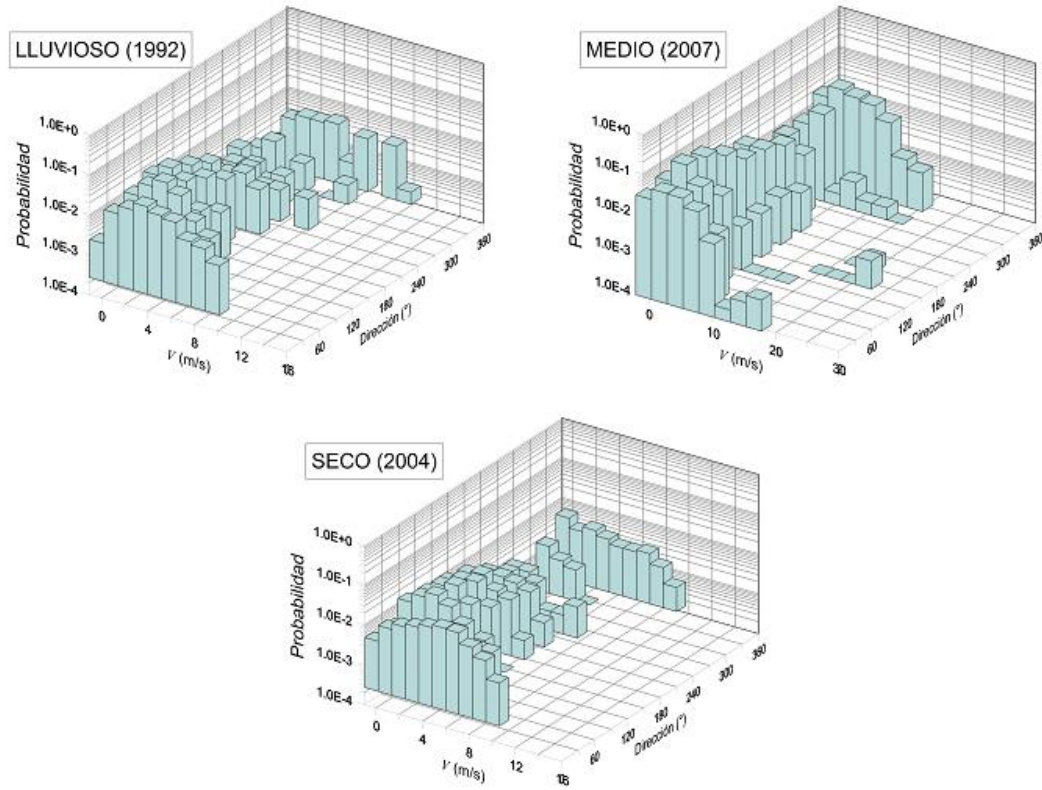 LLUVIOSO (1992)
Probabilidad
1.0E+0
1.0E-1
1.0E-2
1.0E-3
1.0E-4
0
4
8
12
V (m/s)
60
120
180
240
300
360
Dirección (°)
MEDIO (2007)
Probabilidad
1.0E+0
1.0E-1
1.0E-2
1.0E-3
1.0E-4
0
10
20
V (m/s)
60
120
180
240
300
360
Dirección (°)
SECO (2004)
Probabilidad
1.0E+0
1.0E-1
1.0E-2
1.0E-3
1.0E-4
0
4
8
12
V (m/s)
60
120
180
240
300
360
Dirección (°)